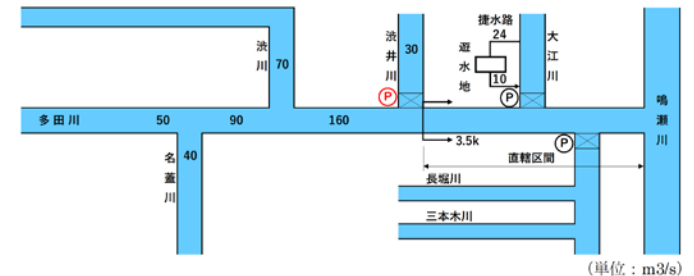 捷水路
渋川
渋井川
30
24
遊水地
大江川
70
10
P
P
鳴瀬川
多田川
50
90
160
P
3.5k
名蓋川
40
直轄区間
長堀川
三本木川
(単位：m3/s)